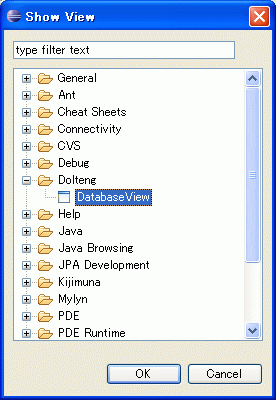 Show View
type filter text
General
Ant
Cheat Sheets
Connectivity
CVS
Debug
Dolteng
DatabaseView
Help
Java
Java Browsing
JPA Development
Kijimuna
Mylyn
PDE
PDE Runtime
OK Cancel